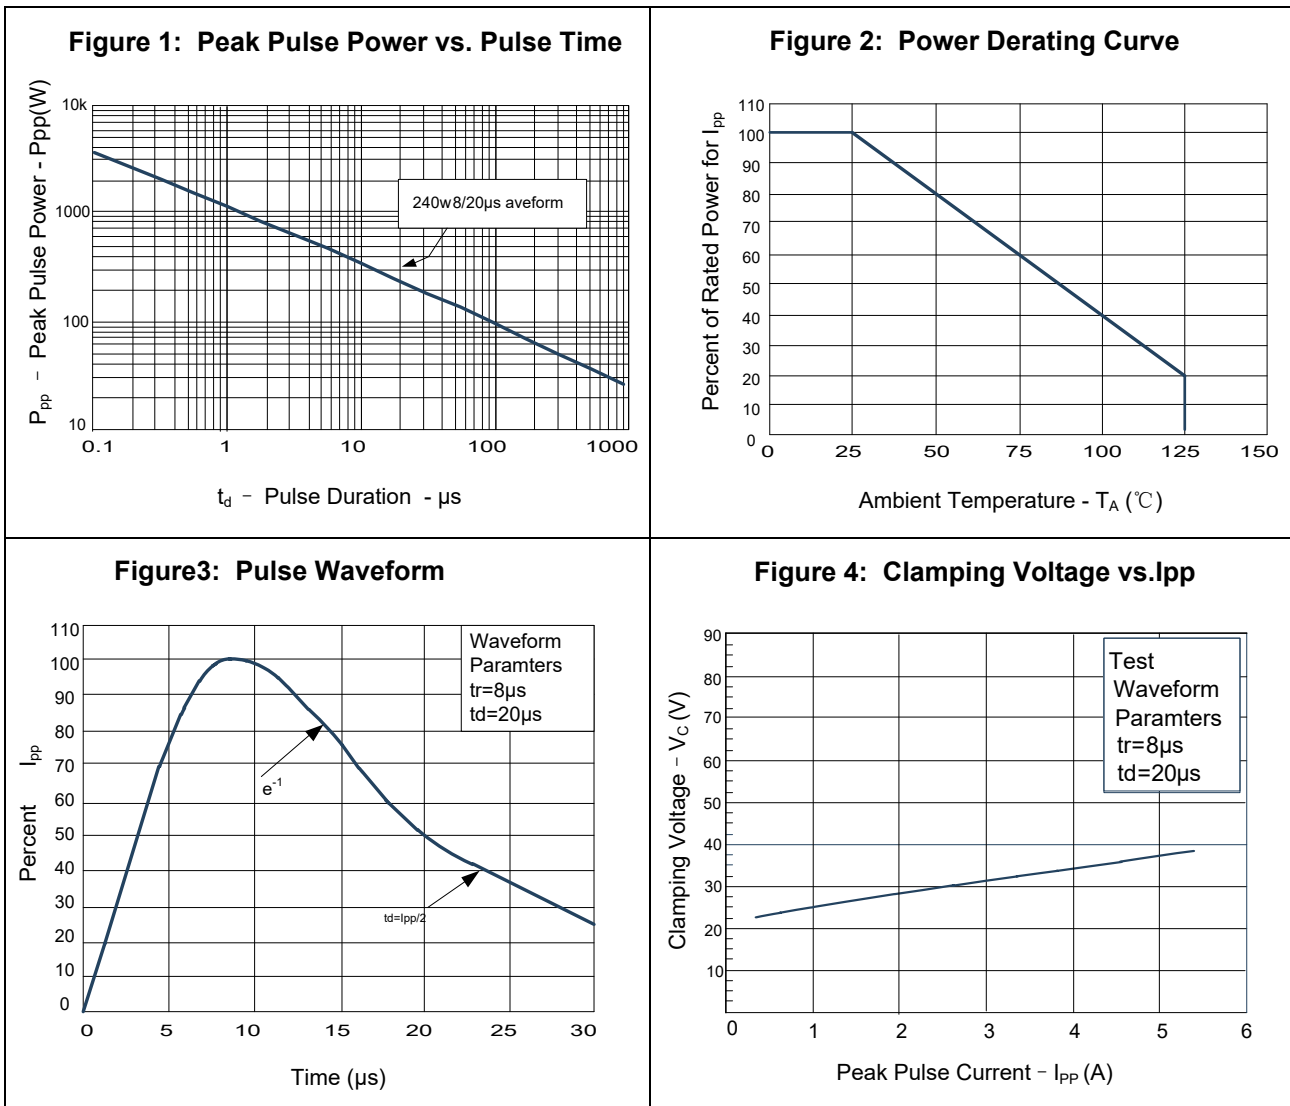 Figure 1: Peak Pulse Power vs. Pulse Time
Ppp – Peak Pulse Power - Ppp(W)
10k
1000
100
10
240w8/20µs aveform
0.1 1 10 100 1000
td – Pulse Duration - µs
Figure 2: Power Derating Curve
Percent of Rated Power for Ipp
110
100
90
80
70
60
50
40
30
20
10
0
0 25 50 75 100 125 150
Ambient Temperature - TA (℃)
Figure3: Pulse Waveform
Percent Ipp
110
100
90
80
70
60
50
40
30
20
10
0
Waveform
Paramters
tr=8µs
td=20µs
e-1
td=Ipp/2
0 5 10 15 20 25 30
Time (µs)
Figure 4: Clamping Voltage vs.Ipp
Clamping Voltage – VC (V)
90
80
70
60
50
40
30
20
10
Test
Waveform
Paramters
tr=8µs
td=20µs
0 1 2 3 4 5 6
Peak Pulse Current – IPP (A)